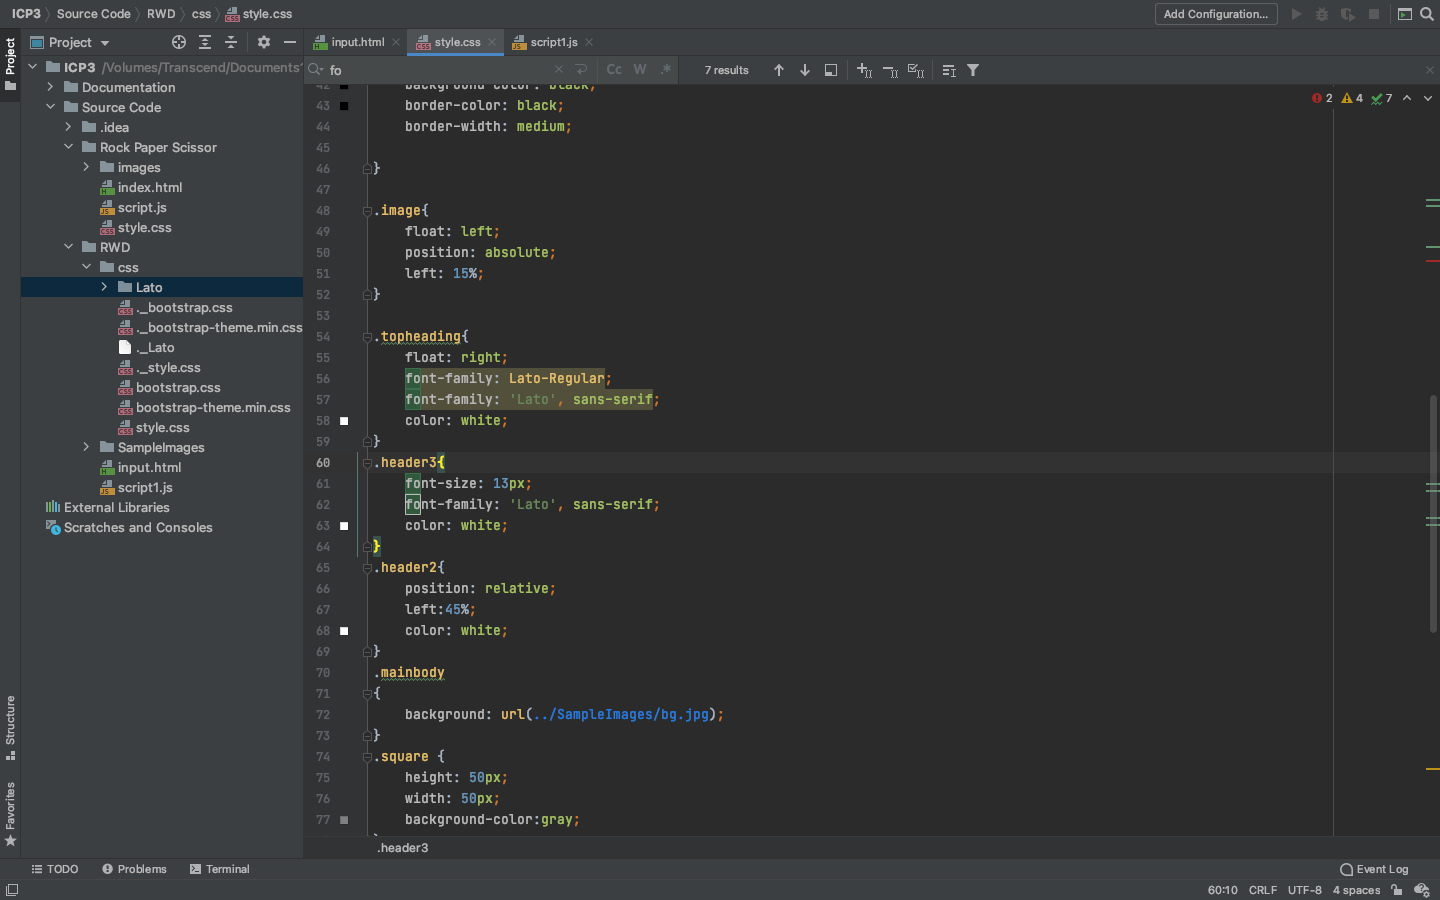 ICP3 Source Code RWD css style.css
Add Configuration...
Project
Project
input.html
style.css
script1.js
ICP3 /Volumes/Transcend/Documents
Documentation
Source Code
.idea
Rock Paper Scissor
images
index.html
script.js
style.css
RWD
css
Lato
._bootstrap.css
._bootstrap-theme.min.css
._Lato
._style.css
bootstrap.css
bootstrap-theme.min.css
style.css
SampleImages
input.html
script1.js
External Libraries
Scratches and Consoles
fo
Cc W .*
7 results
2 4 7
42 background-color: black;
43 border-color: black;
44 border-width: medium;
45
46 }
47
48 .image{
49 float: left;
50 position: absolute;
51 left: 15%;
52 }
53
54 .topheading{
55 float: right;
56 font-family: Lato-Regular;
57 font-family: 'Lato', sans-serif;
58 color: white;
59 }
60 .header3{
61 font-size: 13px;
62 font-family: 'Lato', sans-serif;
63 color: white;
64 }
65 .header2{
66 position: relative;
67 left:45%;
68 color: white;
69 }
70 .mainbody
71 {
72 background: url(../SampleImages/bg.jpg);
73 }
74 .square {
75 height: 50px;
76 width: 50px;
77 background-color:gray;
.header3
Structure
Favorites
TODO
Problems
Terminal
Event Log
60:10 CRLF UTF-8 4 spaces